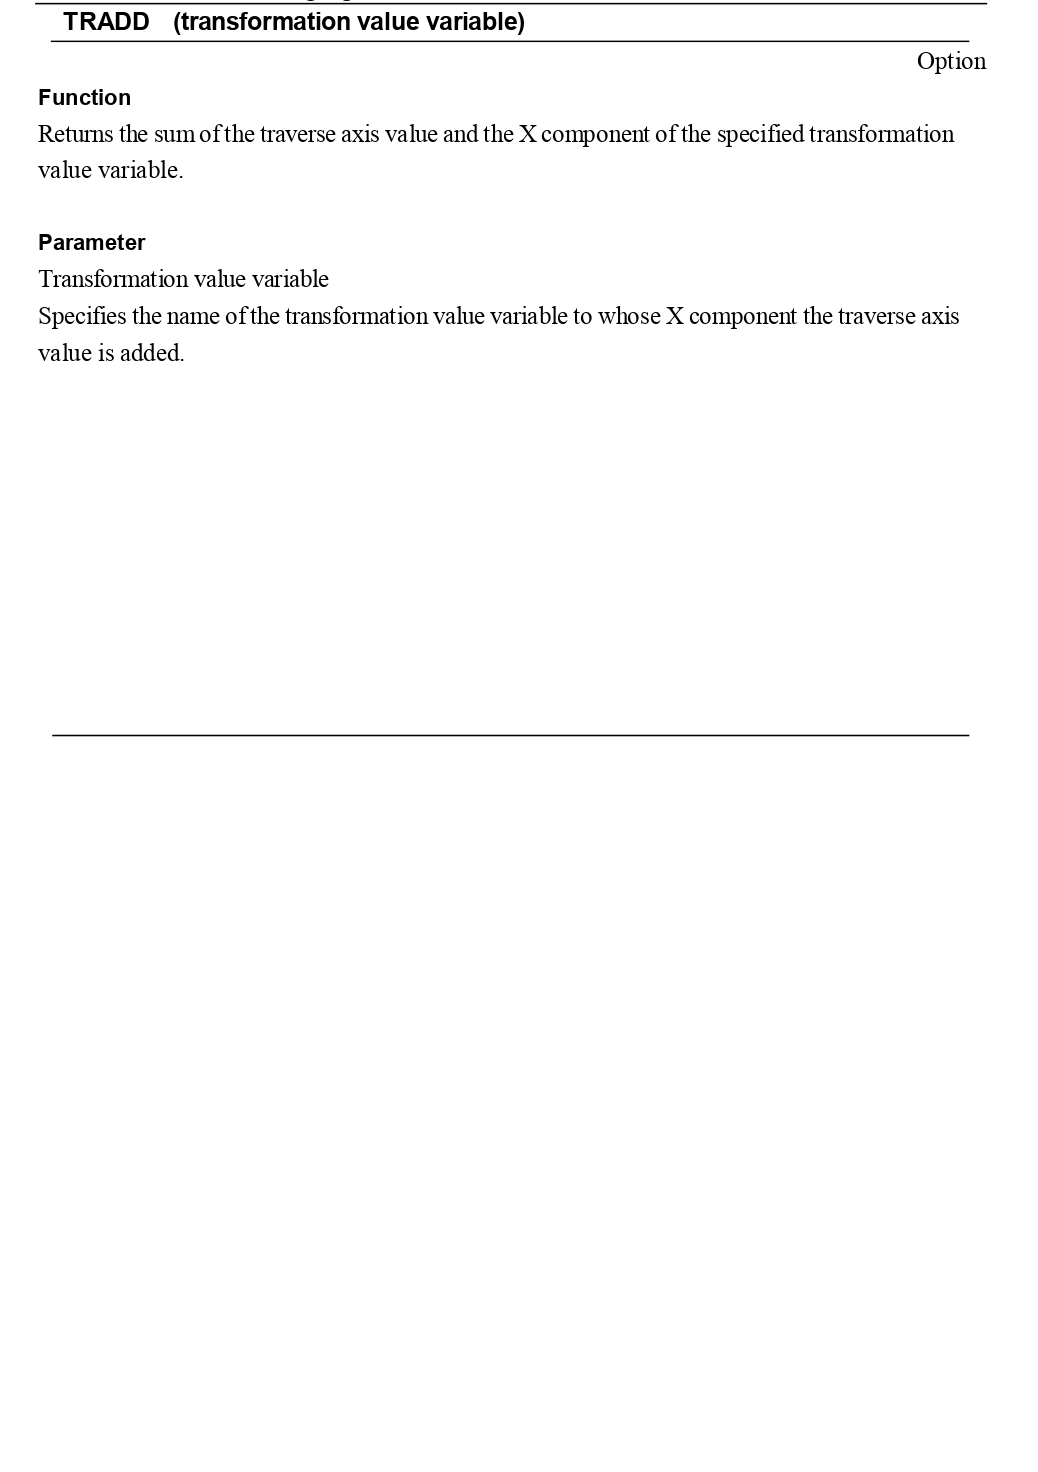 TRADD (transformation value variable)
Option
Function
Returns the sum of the traverse axis value and the X component of the specified transformation
value variable.
Parameter
Transformation value variable
Specifies the name of the transformation value variable to whose X component the traverse axis
value is added.